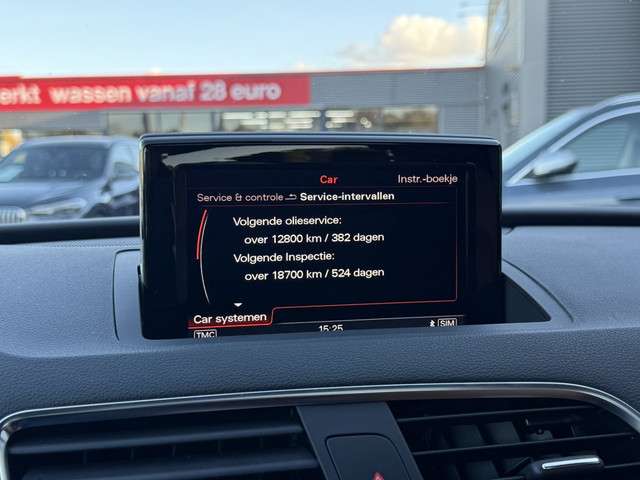 erkt wassen vanaf 28 euro
Car Instr.-boekje
Service & controle Service-intervallen
Volgende olieservice:
over 12800 km / 382 dagen
Volgende Inspectie:
over 18700 km / 524 dagen
Car systemen
TMC 15:25 SIM